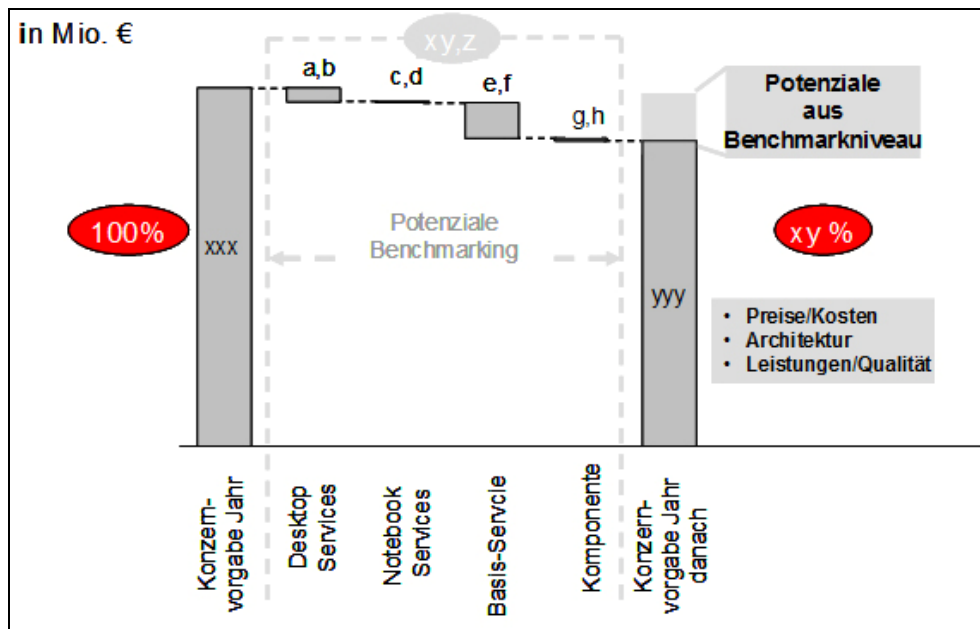 in Mio. €
xy,z
a,b
c,d
e,f
g,h
Potenziale
aus
Benchmarkniveau
100%
xxx
Potenziale
Benchmarking
yyy
xy %
• Preise/Kosten
• Architektur
• Leistungen/Qualität
Konzern-
vorgabe Jahr
Desktop
Services
Notebook
Services
Basis-Servcie
Komponente
Konzern-
vorgabe Jahr
danach